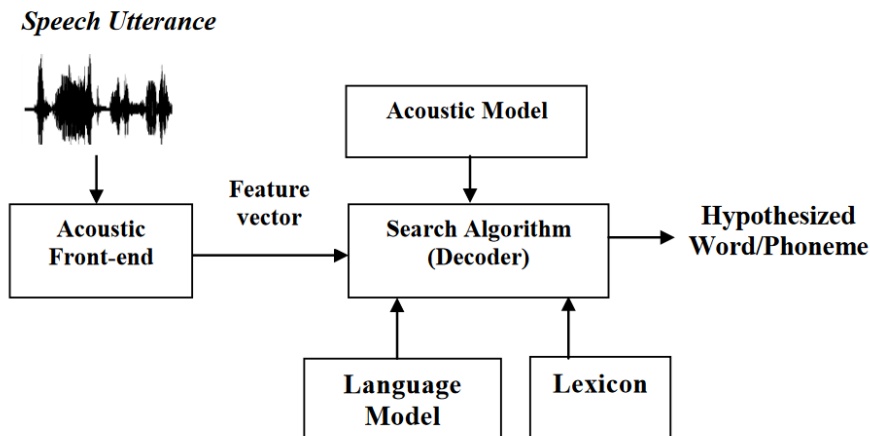 Speech Utterance
Acoustic Model
Feature
vector
Acoustic
Front-end
Search Algorithm
(Decoder)
Hypothesized
Word/Phoneme
Language
Model
Lexicon